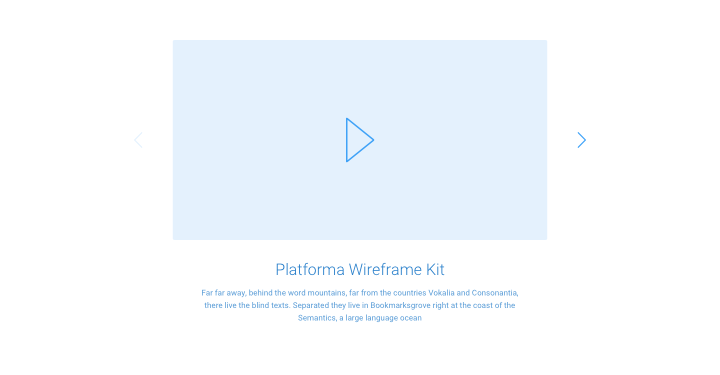 Platforma Wireframe Kit
Far far away, behind the word mountains, far from the countries Vokalia and Consonantia,
there live the blind texts. Separated they live in Bookmarksgrove right at the coast of the
Semantics, a large language ocean